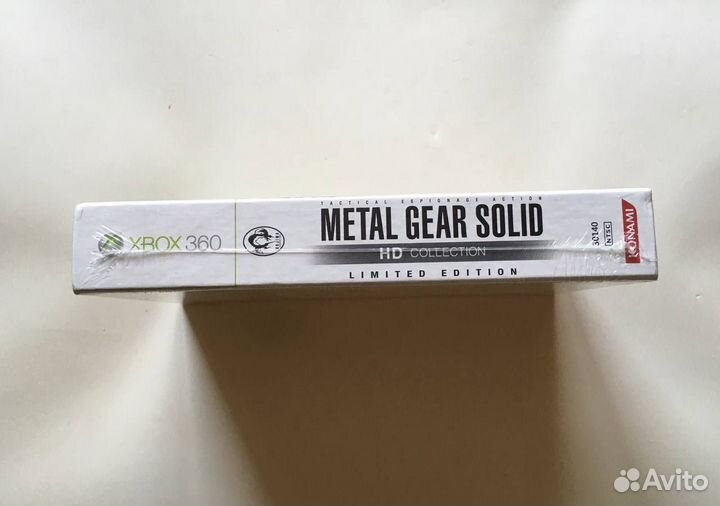 XBOX 360
TACTICAL ESPIONAGE ACTION
METAL GEAR SOLID
HD COLLECTION
LIMITED EDITION
30140
NTSC
KONAMI
Avito